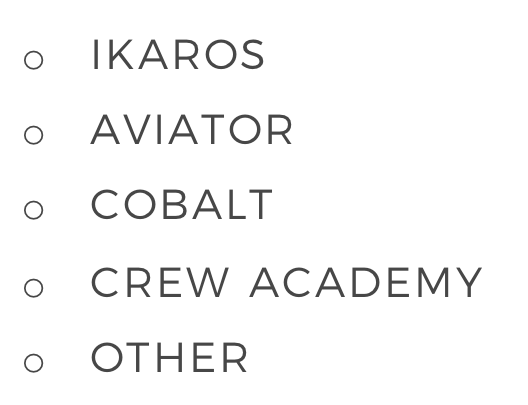 IKAROS
AVIATOR
COBALT
CREW ACADEMY
OTHER